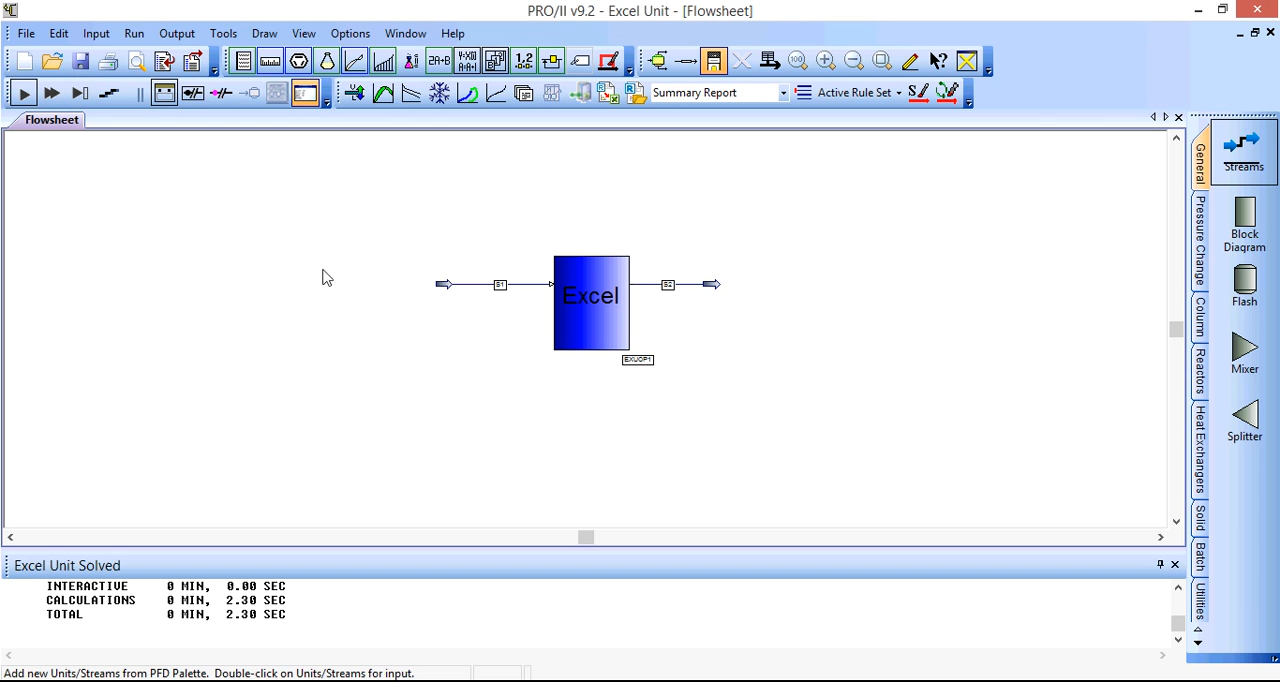 PRO/II v9.2 - Excel Unit - [Flowsheet]
File Edit Input Run Output Tools Draw View Options Window Help
2A+B 1.2 100
Summary Report Active Rule Set
Flowsheet
General
Pressure Change
Column
Reactors
Heat Exchangers
Solid
Batch
Utilities
Streams
Block Diagram
Flash
Mixer
Splitter
S1 Excel S2
EXUOP1
Excel Unit Solved
INTERACTIVE 0 MIN, 0.00 SEC
CALCULATIONS 0 MIN, 2.30 SEC
TOTAL 0 MIN, 2.30 SEC
Add new Units/Streams from PFD Palette. Double-click on Units/Streams for input.